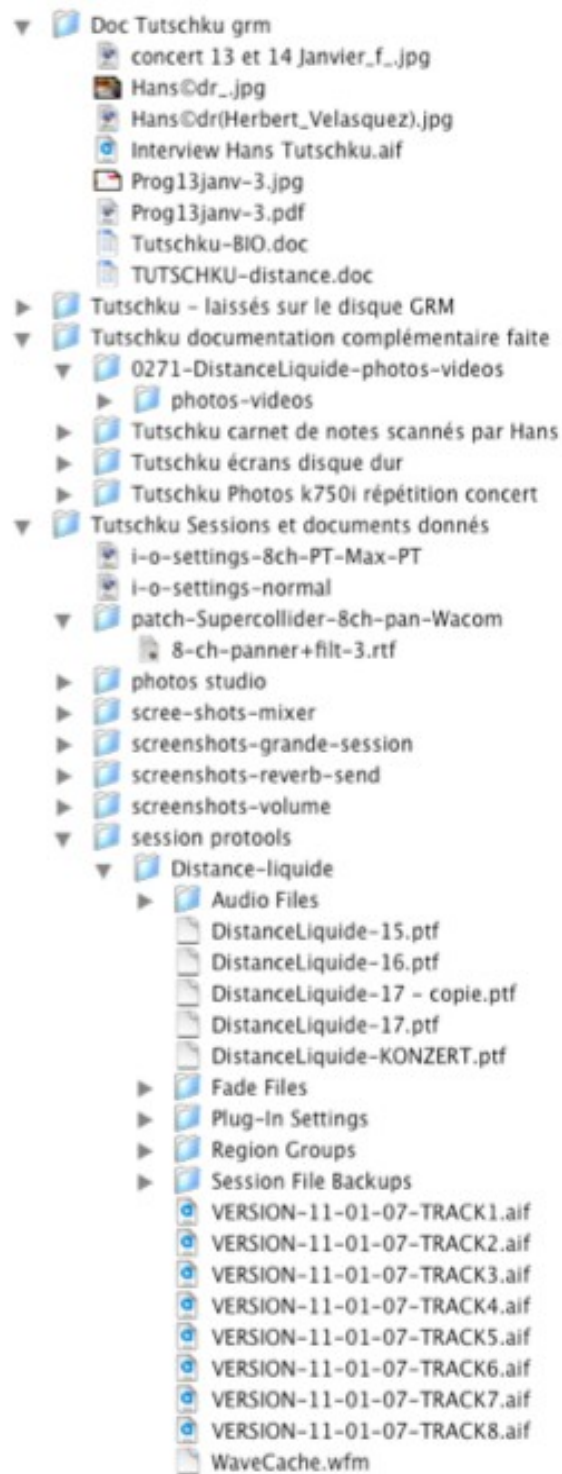 Doc Tutschku grm
concert 13 et 14 Janvier_f_.jpg
Hans©dr_.jpg
Hans©dr(Herbert_Velasquez).jpg
Interview Hans Tutschku.aif
Prog13janv-3.jpg
Prog13janv-3.pdf
Tutschku-BIO.doc
TUTSCHKU-distance.doc
Tutschku - laissés sur le disque GRM
Tutschku documentation complémentaire faite
0271-DistanceLiquide-photos-videos
photos-videos
Tutschku carnet de notes scannés par Hans
Tutschku écrans disque dur
Tutschku Photos k750i répétition concert
Tutschku Sessions et documents donnés
i-o-settings-8ch-PT-Max-PT
i-o-settings-normal
patch-Supercollider-8ch-pan-Wacom
8-ch-panner+filt-3.rtf
photos studio
scree-shots-mixer
screenshots-grande-session
screenshots-reverb-send
screenshots-volume
session protools
Distance-liquide
Audio Files
DistanceLiquide-15.ptf
DistanceLiquide-16.ptf
DistanceLiquide-17 - copie.ptf
DistanceLiquide-17.ptf
DistanceLiquide-KONZERT.ptf
Fade Files
Plug-In Settings
Region Groups
Session File Backups
VERSION-11-01-07-TRACK1.aif
VERSION-11-01-07-TRACK2.aif
VERSION-11-01-07-TRACK3.aif
VERSION-11-01-07-TRACK4.aif
VERSION-11-01-07-TRACK5.aif
VERSION-11-01-07-TRACK6.aif
VERSION-11-01-07-TRACK7.aif
VERSION-11-01-07-TRACK8.aif
WaveCache.wfm